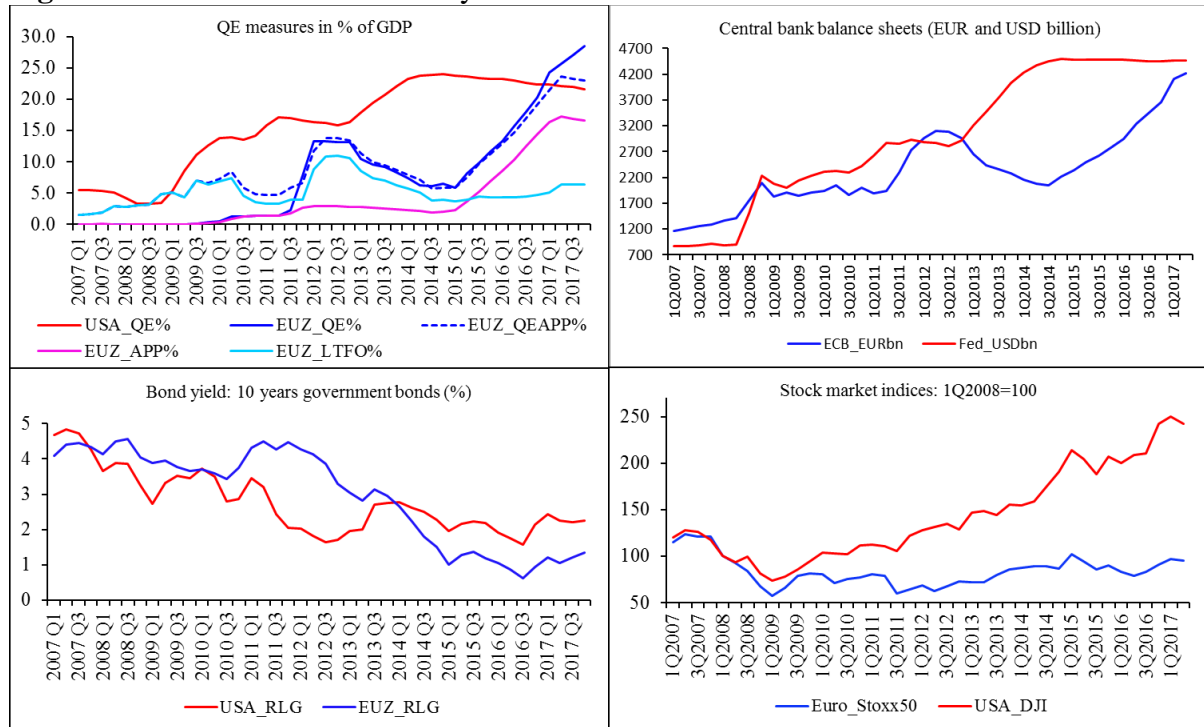 QE measures in % of GDP
30.0
25.0
20.0
15.0
10.0
5.0
0.0
2007 Q1
2007 Q3
2008 Q1
2008 Q3
2009 Q1
2009 Q3
2010 Q1
2010 Q3
2011 Q1
2011 Q3
2012 Q1
2012 Q3
2013 Q1
2013 Q3
2014 Q1
2014 Q3
2015 Q1
2015 Q3
2016 Q1
2016 Q3
2017 Q1
2017 Q3
USA_QE% EUZ_QE% EUZ_QEAPP%
EUZ_APP% EUZ_LTFO%
Central bank balance sheets (EUR and USD billion)
4700
4200
3700
3200
2700
2200
1700
1200
700
1Q2007
3Q2007
1Q2008
3Q2008
1Q2009
3Q2009
1Q2010
3Q2010
1Q2011
3Q2011
1Q2012
3Q2012
1Q2013
3Q2013
1Q2014
3Q2014
1Q2015
3Q2015
1Q2016
3Q2016
1Q2017
ECB_EURbn Fed_USDbn
Bond yield: 10 years government bonds (%)
5
4
3
2
1
0
2007 Q1
2007 Q3
2008 Q1
2008 Q3
2009 Q1
2009 Q3
2010 Q1
2010 Q3
2011 Q1
2011 Q3
2012 Q1
2012 Q3
2013 Q1
2013 Q3
2014 Q1
2014 Q3
2015 Q1
2015 Q3
2016 Q1
2016 Q3
2017 Q1
2017 Q3
USA_RLG EUZ_RLG
Stock market indices: 1Q2008=100
250
200
150
100
50
1Q2007
3Q2007
1Q2008
3Q2008
1Q2009
3Q2009
1Q2010
3Q2010
1Q2011
3Q2011
1Q2012
3Q2012
1Q2013
3Q2013
1Q2014
3Q2014
1Q2015
3Q2015
1Q2016
3Q2016
1Q2017
Euro_Stoxx50 USA_DJI